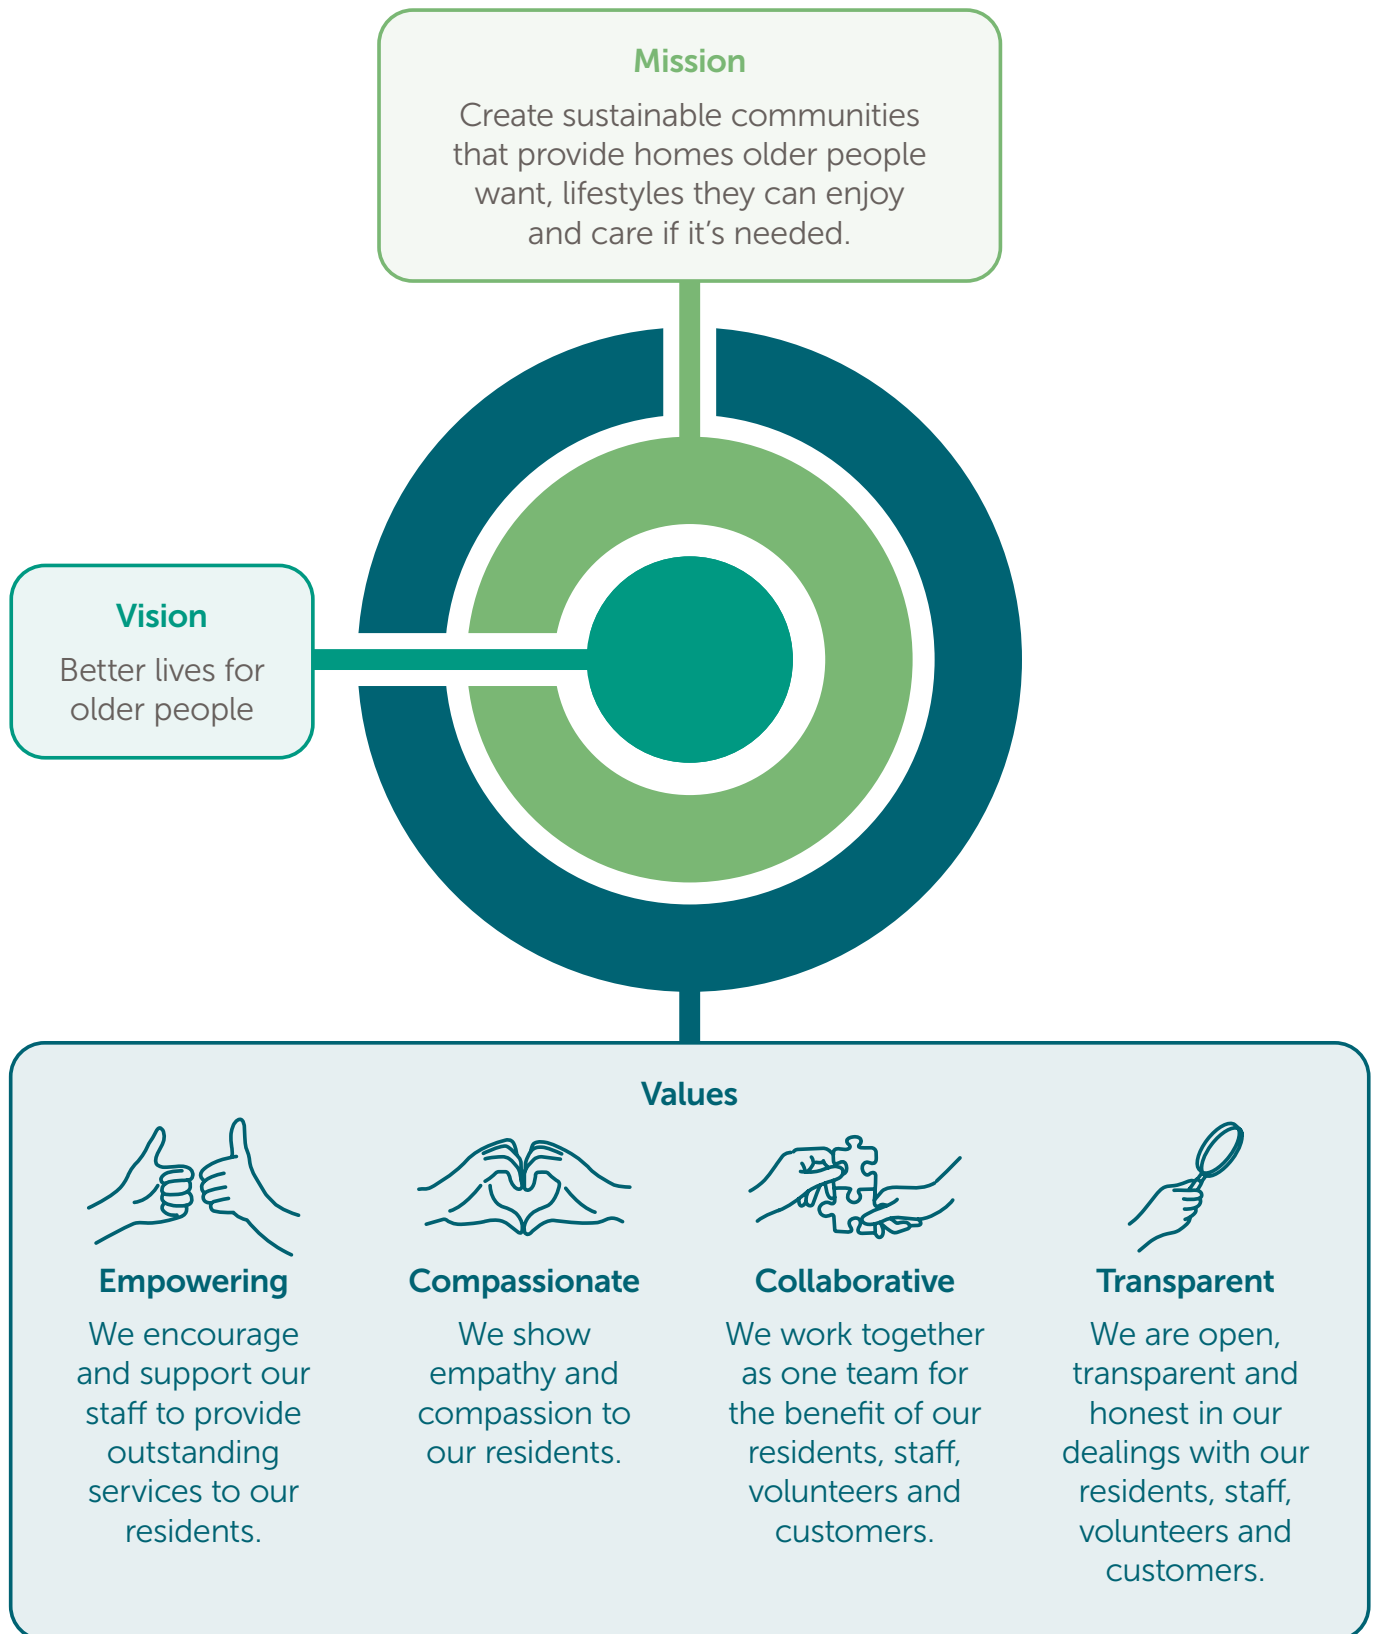 Mission
Create sustainable communities
that provide homes older people
want, lifestyles they can enjoy
and care if it’s needed.
Vision
Better lives for
older people
Values
Empowering
We encourage
and support our
staff to provide
outstanding
services to our
residents.
Compassionate
We show
empathy and
compassion to
our residents.
Collaborative
We work together
as one team for
the benefit of our
residents, staff,
volunteers and
customers.
Transparent
We are open,
transparent and
honest in our
dealings with our
residents, staff,
volunteers and
customers.